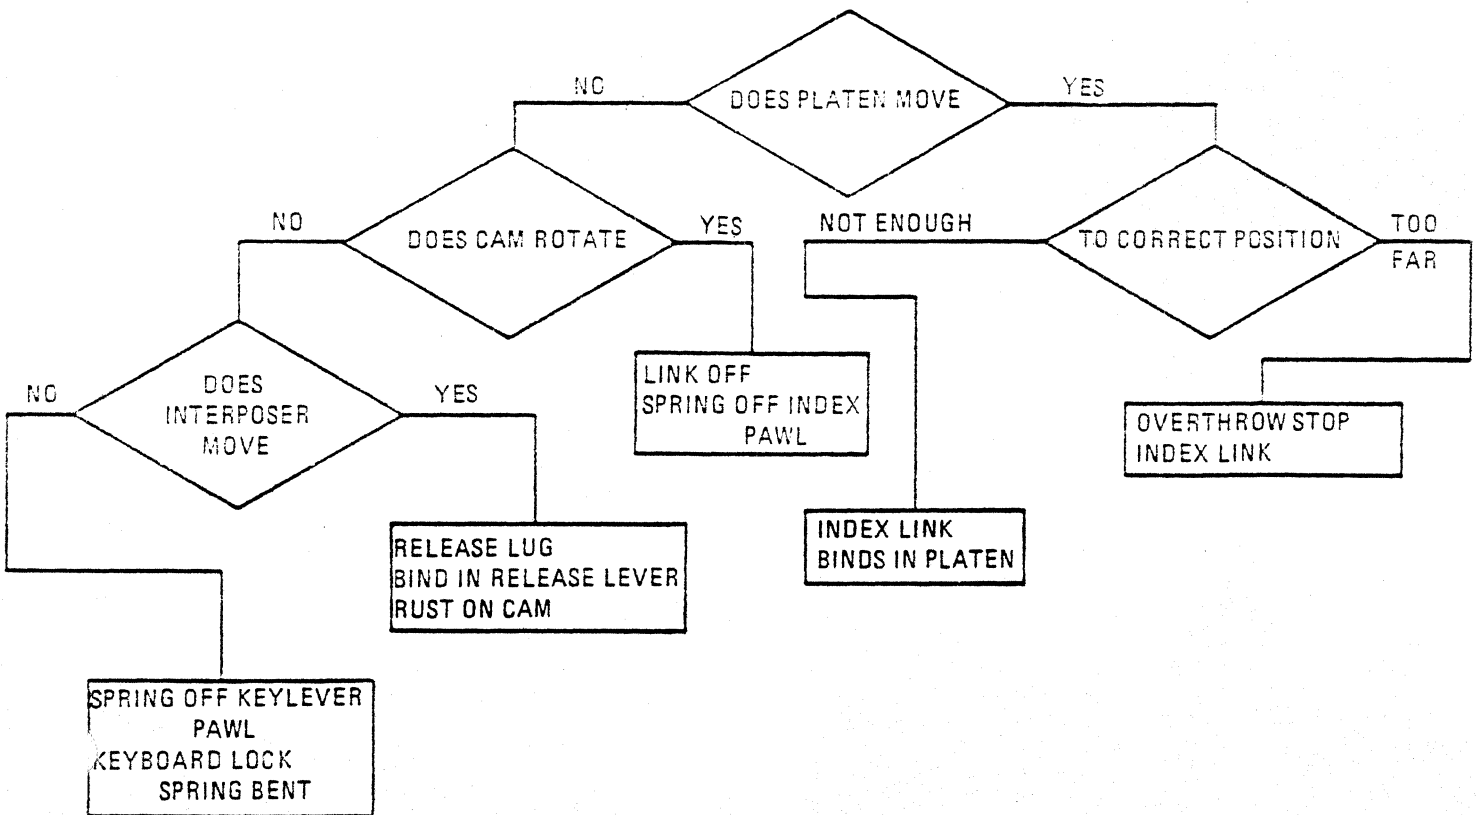 NO
DOES PLATEN MOVE
YES
NO
DOES CAM ROTATE
YES
NOT ENOUGH
TO CORRECT POSITION
TOO
FAR
NO
DOES
INTERPOSER
MOVE
YES
LINK OFF
SPRING OFF INDEX
PAWL
OVERTHROW STOP
INDEX LINK
RELEASE LUG
BIND IN RELEASE LEVER
RUST ON CAM
INDEX LINK
BINDS IN PLATEN
SPRING OFF KEYLEVER
PAWL
KEYBOARD LOCK
SPRING BENT